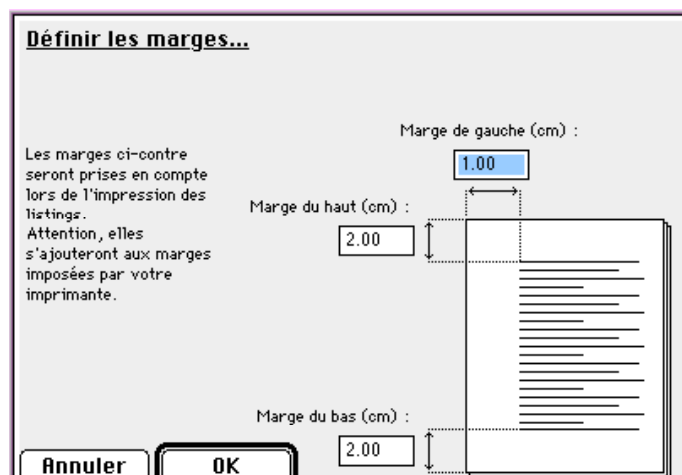 Définir les marges...
Marge de gauche (cm) :
1.00
Les marges ci-contre
seront prises en compte
lors de l'impression des
listings.
Attention, elles
s'ajouteront aux marges
imposées par votre
imprimante.
Marge du haut (cm) :
2.00
Marge du bas (cm) :
2.00
Annuler
OK